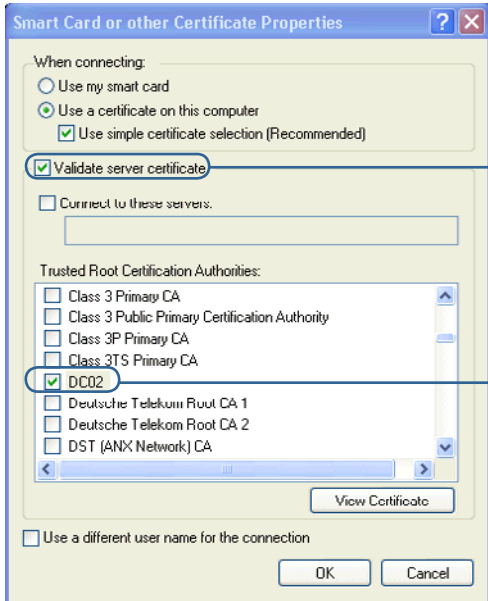 Smart Card or other Certificate Properties
When connecting:
Use my smart card
Use a certificate on this computer
Use simple certificate selection (Recommended)
Validate server certificate
Connect to these servers:
Trusted Root Certification Authorities:
Class 3 Primary CA
Class 3 Public Primary Certification Authority
Class 3P Primary CA
Class 3TS Primary CA
DC02
Deutsche Telekom Root CA 1
Deutsche Telekom Root CA 2
DST (ANX Network) CA
View Certificate
Use a different user name for the connection
OK Cancel